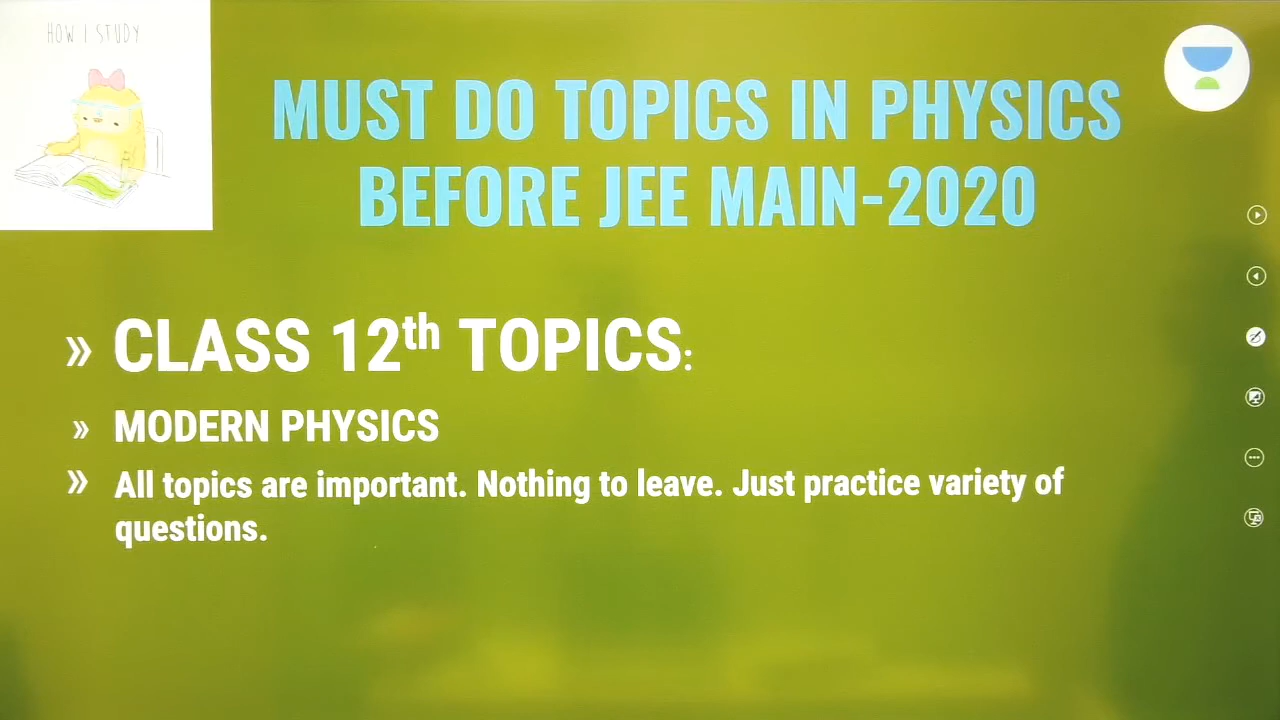 HOW I STUDY
MUST DO TOPICS IN PHYSICS
BEFORE JEE MAIN-2020
» CLASS 12th TOPICS:
» MODERN PHYSICS
» All topics are important. Nothing to leave. Just practice variety of
questions.